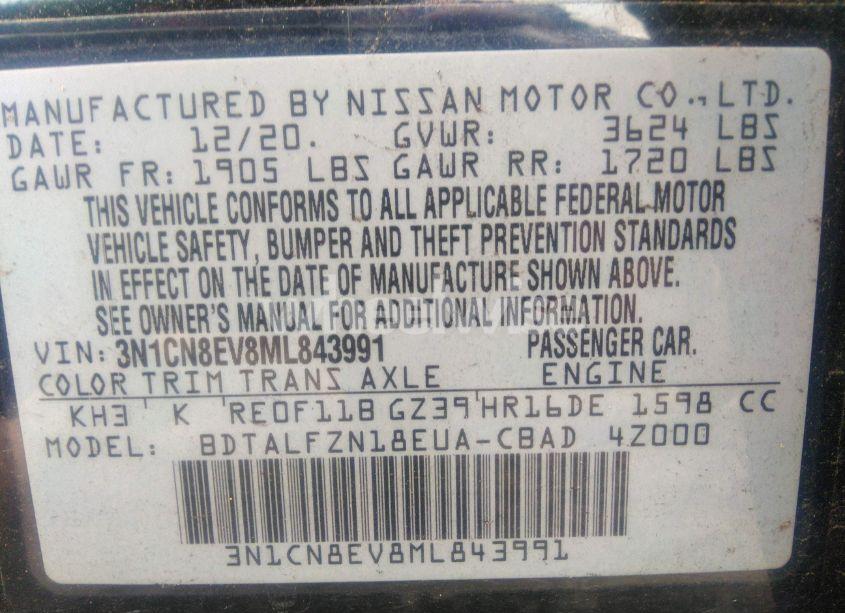 MANUFACTURED BY NISSAN MOTOR CO., LTD.
DATE: 12/20. GVWR: 3624 LBS
GAWR FR: 1905 LBS GAWR RR: 1720 LBS
THIS VEHICLE CONFORMS TO ALL APPLICABLE FEDERAL MOTOR
VEHICLE SAFETY, BUMPER AND THEFT PREVENTION STANDARDS
IN EFFECT ON THE DATE OF MANUFACTURE SHOWN ABOVE.
SEE OWNER'S MANUAL FOR ADDITIONAL INFORMATION.
VIN: 3N1CN8EV8ML843991 PASSENGER CAR.
COLOR TRIM TRANS AXLE ENGINE
KH3 K RE0F11B GZ39 HR16DE 1598 CC
MODEL: BDTALFZN18EUA-CBAD 4Z000
3N1CN8EV8ML843991